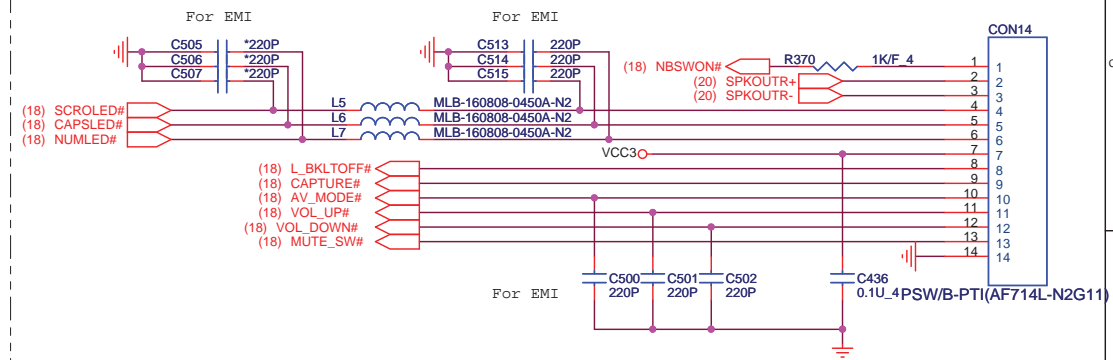 For EMI For EMI
CON14
C505 *220P C513 220P
C506 *220P C514 220P
C507 *220P C515 220P
(18) NBSWON# R370 1K/F_4 1 1
(20) SPKOUTR+ 2 2
(20) SPKOUTR- 3 3
(18) SCROLED# L5 MLB-160808-0450A-N2 4 4
(18) CAPSLED# L6 MLB-160808-0450A-N2 5 5
(18) NUMLED# L7 MLB-160808-0450A-N2 6 6
VCC3 7 7
(18) L_BKLTOFF# 8 8
(18) CAPTURE# 9 9
(18) AV_MODE# 10 10
(18) VOL_UP# 11 11
(18) VOL_DOWN# 12 12
(18) MUTE_SW# 13 13
14 14
C500 C501 C502 C436
For EMI 220P 220P 220P 0.1U_4 PSW/B-PTI(AF714L-N2G11)